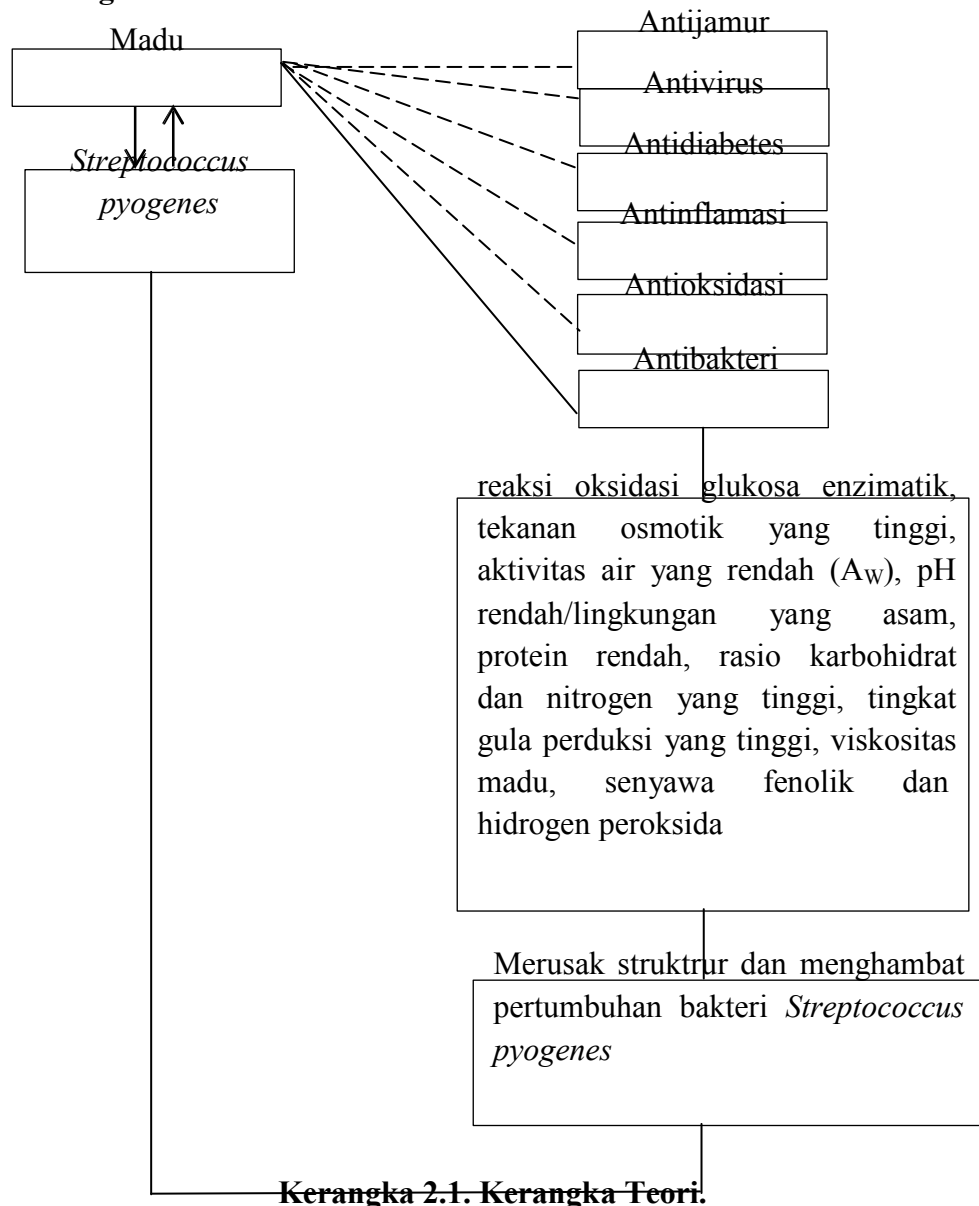 Madu
Streptococcus
pyogenes
Antijamur
Antivirus
Antidiabetes
Antinflamasi
Antioksidasi
Antibakteri
reaksi oksidasi glukosa enzimatik,
tekanan osmotik yang tinggi,
aktivitas air yang rendah (AW), pH
rendah/lingkungan yang asam,
protein rendah, rasio karbohidrat
dan nitrogen yang tinggi, tingkat
gula perduksi yang tinggi, viskositas
madu, senyawa fenolik dan
hidrogen peroksida
Merusak struktrur dan menghambat
pertumbuhan bakteri Streptococcus
pyogenes
Kerangka 2.1. Kerangka Teori.